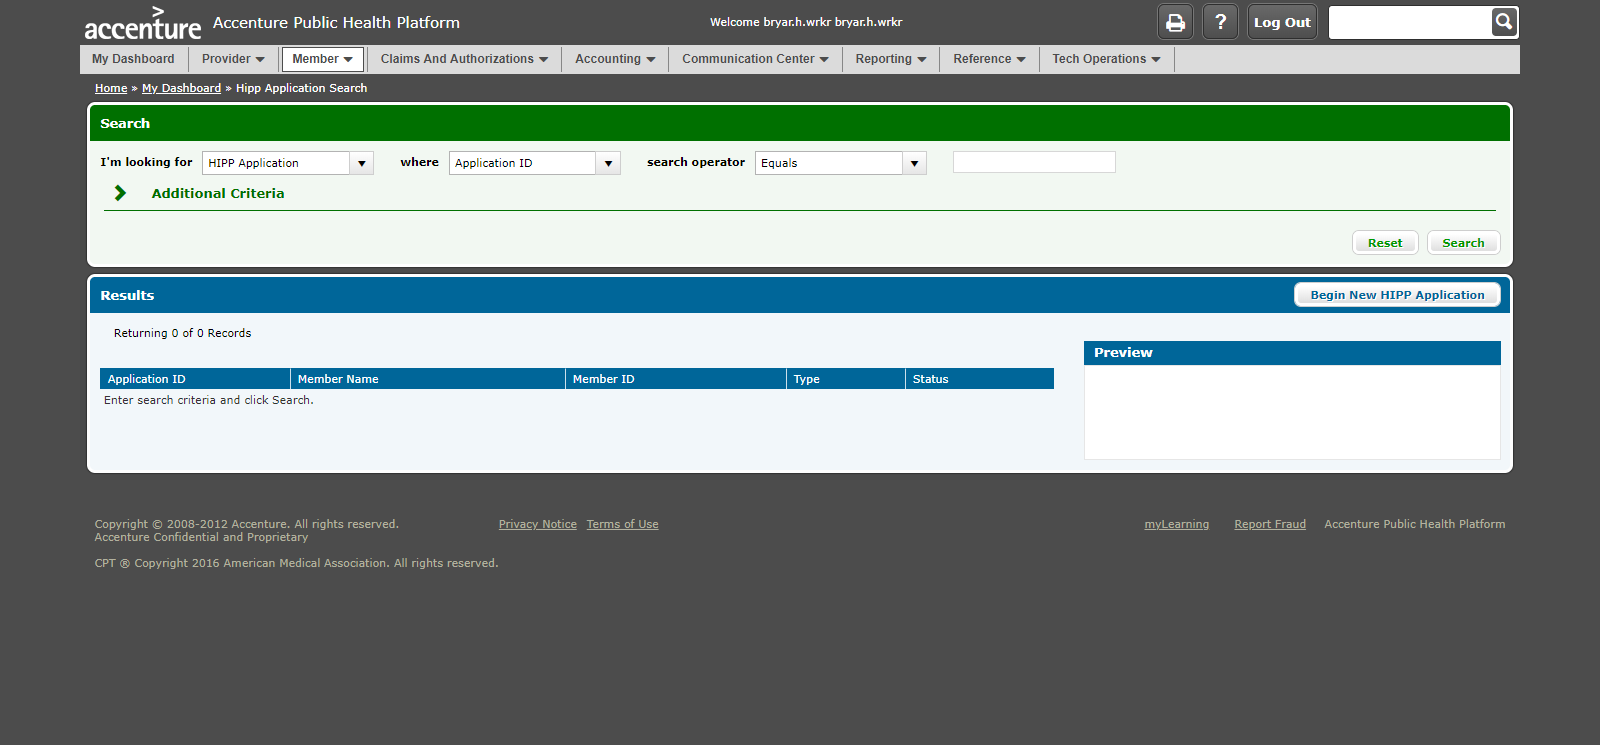 accenture
Accenture Public Health Platform
Welcome bryar.h.wrkr bryar.h.wrkr
?
Log Out
My Dashboard
Provider
Member
Claims And Authorizations
Accounting
Communication Center
Reporting
Reference
Tech Operations
Home » My Dashboard » Hipp Application Search
Search
I'm looking for HIPP Application where Application ID search operator Equals
Additional Criteria
Reset
Search
Results
Begin New HIPP Application
Returning 0 of 0 Records
Preview
Application ID Member Name Member ID Type Status
Enter search criteria and click Search.
Copyright © 2008-2012 Accenture. All rights reserved.
Accenture Confidential and Proprietary
Privacy Notice Terms of Use
myLearning Report Fraud Accenture Public Health Platform
CPT ® Copyright 2016 American Medical Association. All rights reserved.